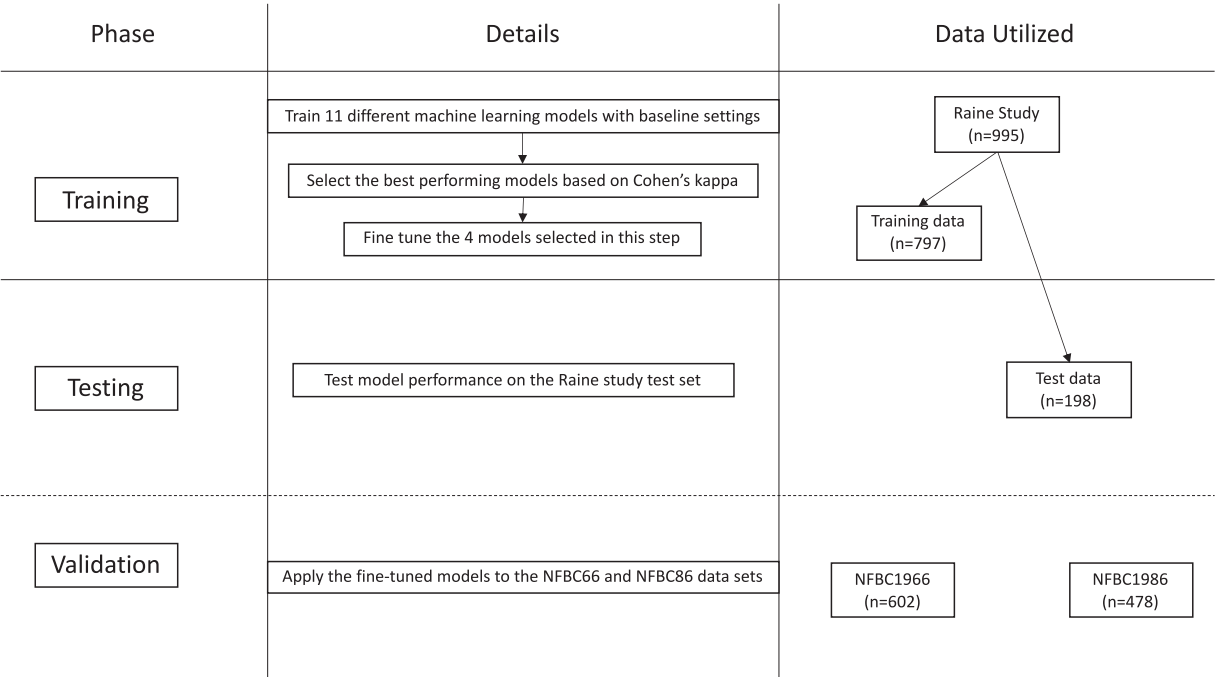 Phase
Details
Data Utilized
Training
Train 11 different machine learning models with baseline settings
Select the best performing models based on Cohen's kappa
Fine tune the 4 models selected in this step
Raine Study
(n=995)
Training data
(n=797)
Testing
Test model performance on the Raine study test set
Test data
(n=198)
Validation
Apply the fine-tuned models to the NFBC66 and NFBC86 data sets
NFBC1966
(n=602)
NFBC1986
(n=478)